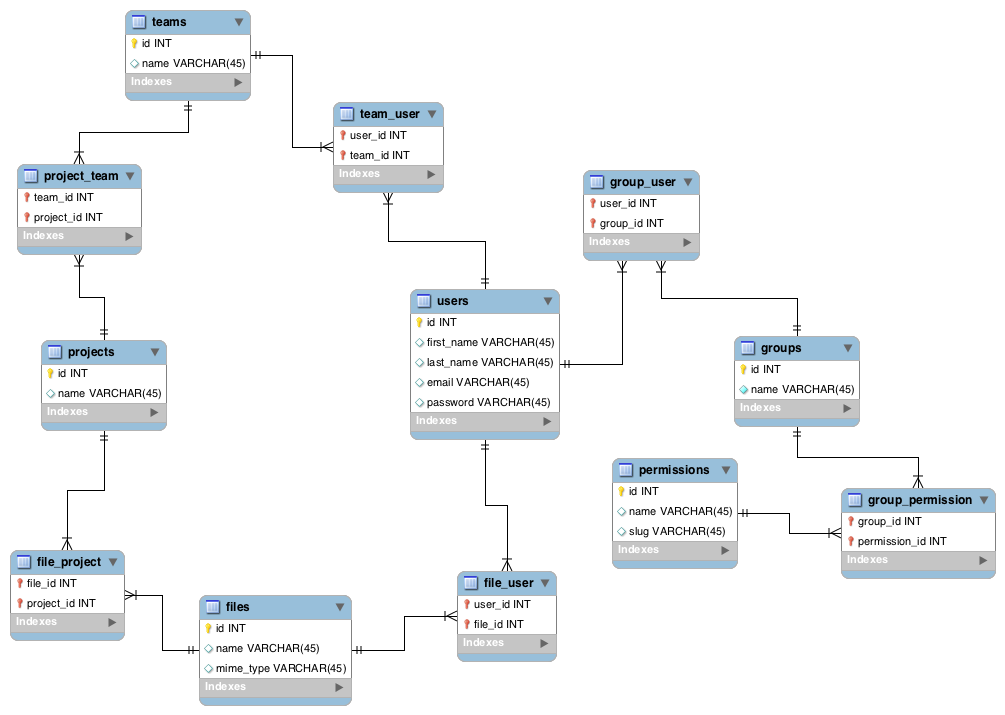 teams
id INT
name VARCHAR(45)
Indexes
team_user
user_id INT
team_id INT
Indexes
project_team
team_id INT
project_id INT
Indexes
group_user
user_id INT
group_id INT
Indexes
users
id INT
first_name VARCHAR(45)
last_name VARCHAR(45)
email VARCHAR(45)
password VARCHAR(45)
Indexes
projects
id INT
name VARCHAR(45)
Indexes
groups
id INT
name VARCHAR(45)
Indexes
permissions
id INT
name VARCHAR(45)
slug VARCHAR(45)
Indexes
group_permission
group_id INT
permission_id INT
Indexes
file_project
file_id INT
project_id INT
Indexes
files
id INT
name VARCHAR(45)
mime_type VARCHAR(45)
Indexes
file_user
user_id INT
file_id INT
Indexes